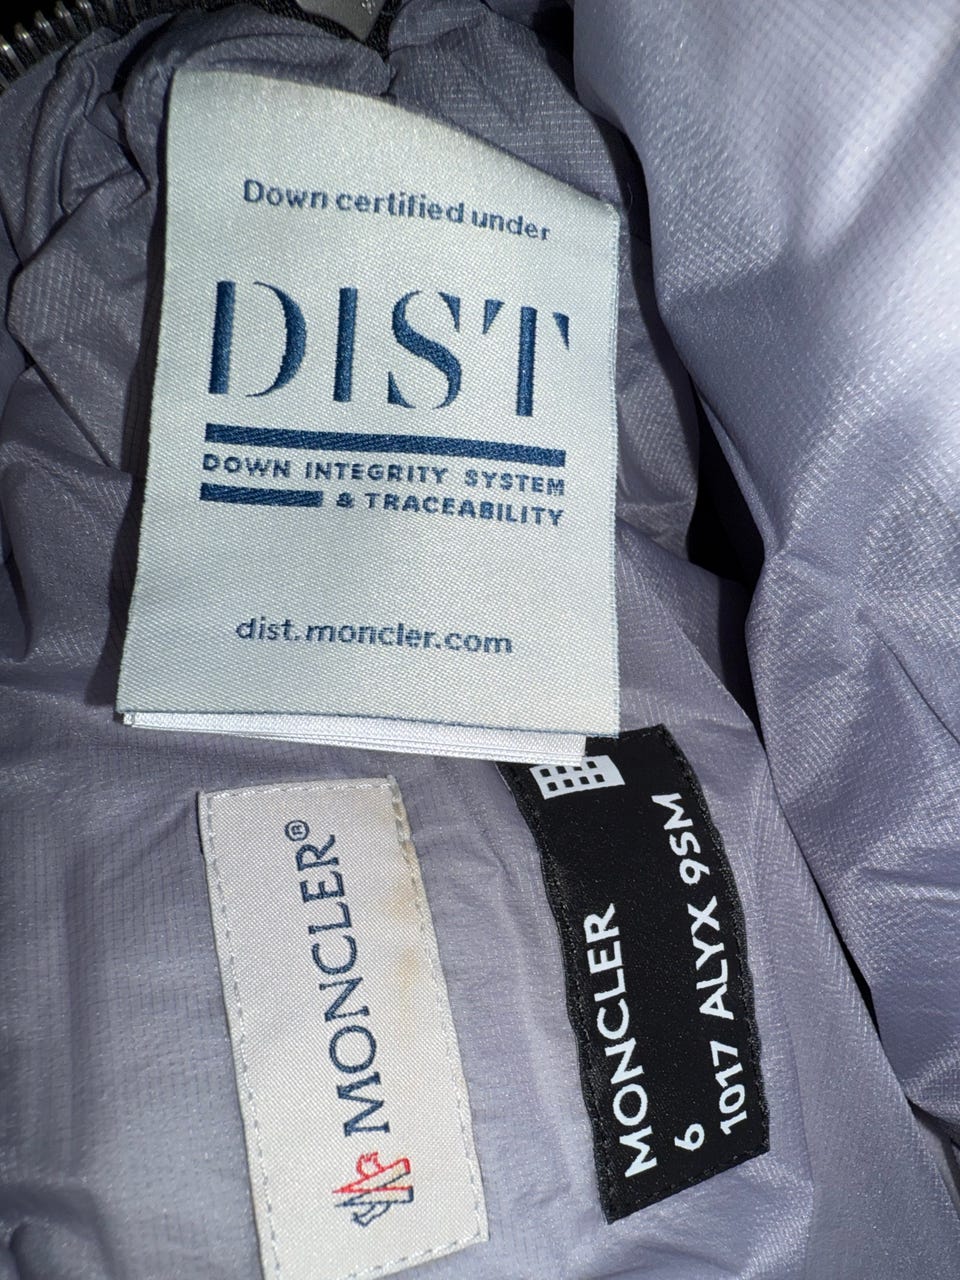 Down certified under
DIST
DOWN INTEGRITY SYSTEM
& TRACEABILITY
dist.moncler.com
MONCLER®
MONCLER
6
1017 ALYX 9SM